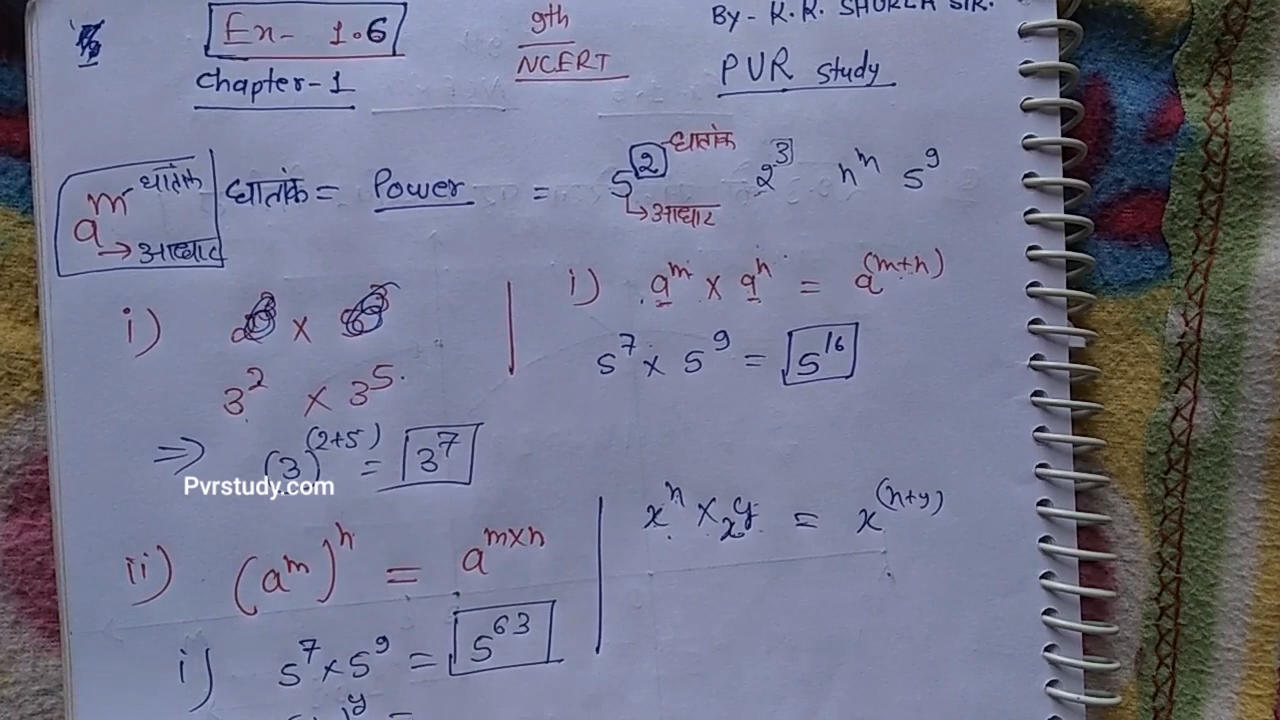 Ex- 1.6
9th
NCERT
By- K.K. SHUKLA SIR.
Chapter-1
PVR study
a^m घातांक
→ आधार
घातांक = Power = 5^2 घातांक 2^3 n^m 5^9
↳ आधार
i) ×
3^2 × 3^5
⇒ (3)^(2+5) = 3^7
i) a^m × a^n = a^(m+n)
5^7 × 5^9 = 5^16
Pvrstudy.com
x^n × x^y = x^(n+y)
ii) (a^m)^n = a^m×n
i) 5^7 × 5^9 = 5^63